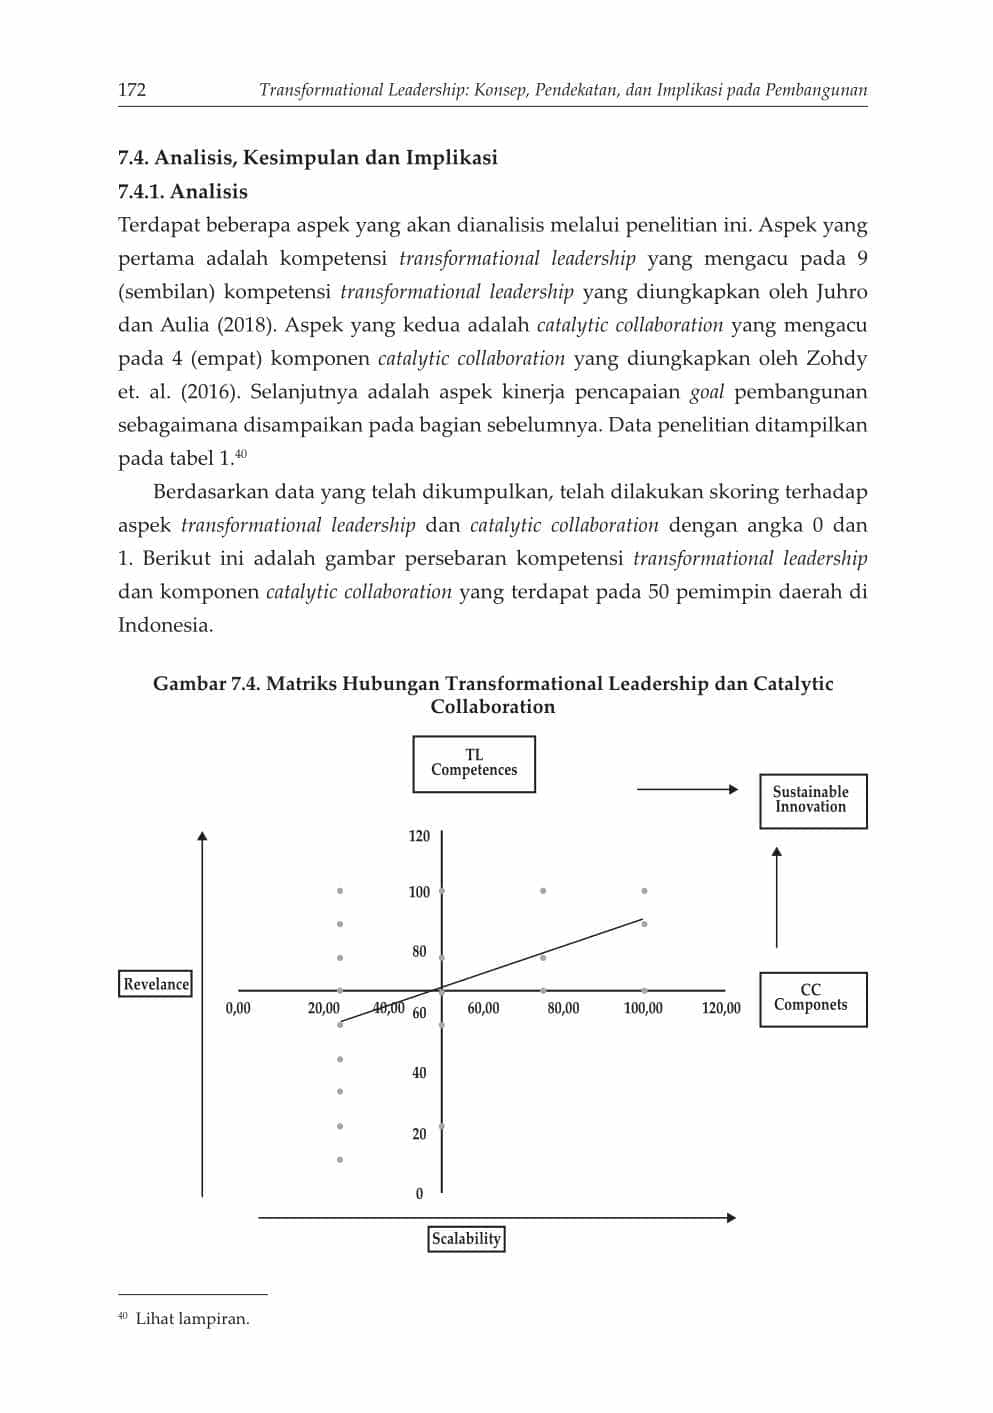 172 Transformational Leadership: Konsep, Pendekatan, dan Implikasi pada Pembangunan
7.4. Analisis, Kesimpulan dan Implikasi
7.4.1. Analisis
Terdapat beberapa aspek yang akan dianalisis melalui penelitian ini. Aspek yang
pertama adalah kompetensi transformational leadership yang mengacu pada 9
(sembilan) kompetensi transformational leadership yang diungkapkan oleh Juhro
dan Aulia (2018). Aspek yang kedua adalah catalytic collaboration yang mengacu
pada 4 (empat) komponen catalytic collaboration yang diungkapkan oleh Zohdy
et. al. (2016). Selanjutnya adalah aspek kinerja pencapaian goal pembangunan
sebagaimana disampaikan pada bagian sebelumnya. Data penelitian ditampilkan
pada tabel 1.40
Berdasarkan data yang telah dikumpulkan, telah dilakukan skoring terhadap
aspek transformational leadership dan catalytic collaboration dengan angka 0 dan
1. Berikut ini adalah gambar persebaran kompetensi transformational leadership
dan komponen catalytic collaboration yang terdapat pada 50 pemimpin daerah di
Indonesia.
Gambar 7.4. Matriks Hubungan Transformational Leadership dan Catalytic
Collaboration
TL
Competences
Sustainable
Innovation
120
100
80
Revelance
CC
Componets
0,00 20,00 40,00 60 60,00 80,00 100,00 120,00
40
20
0
Scalability
40 Lihat lampiran.